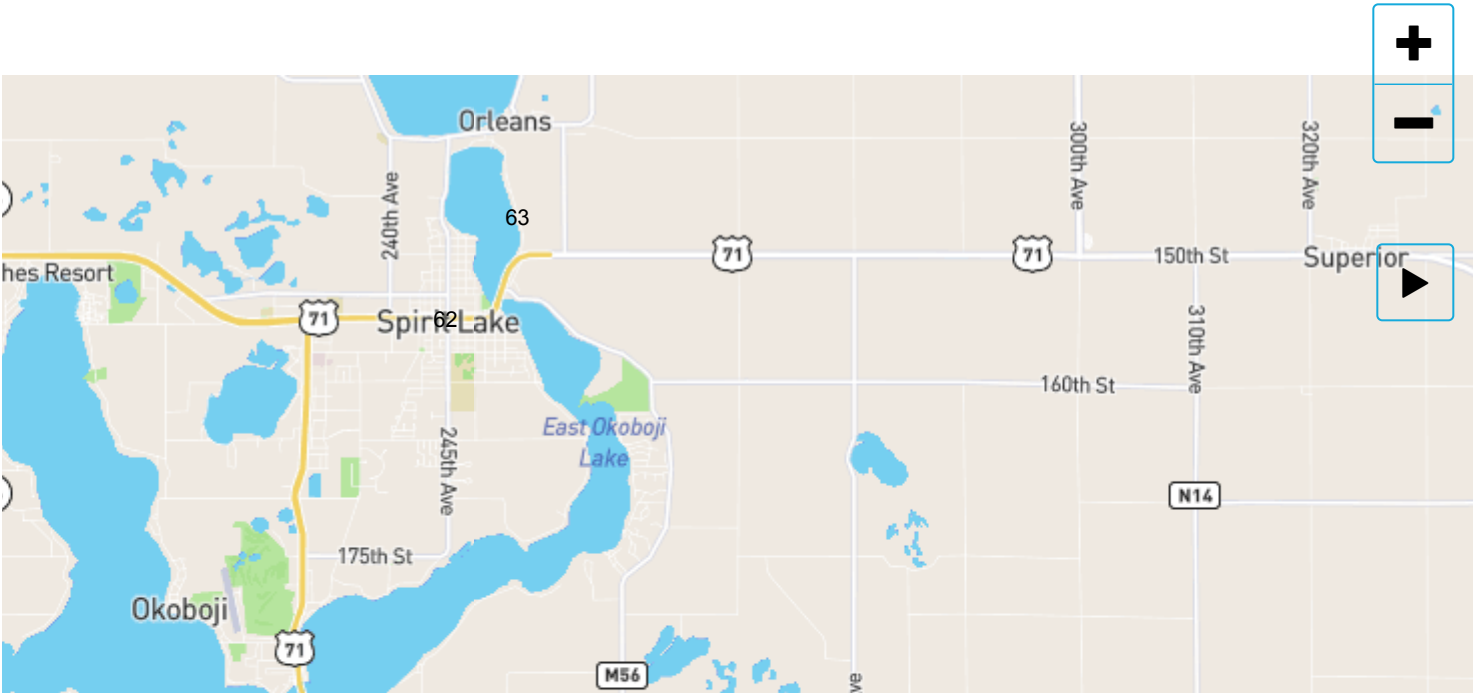 Orleans
300th Ave
320th Ave
240th Ave
63
71
71
150th St
Superior
hes Resort
71
Spirit Lake
62
310th Ave
160th St
East Okoboji
Lake
245th Ave
N14
175th St
Okoboji
71
M56
ve